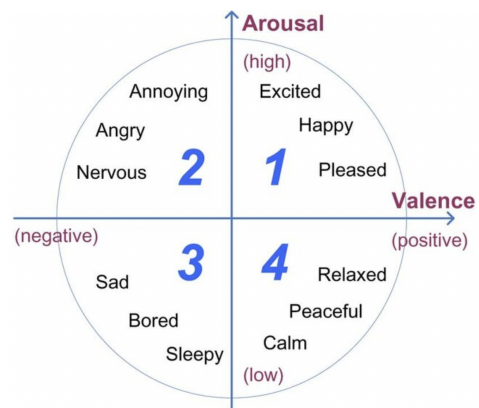 Arousal
(high)
Annoying
Excited
Angry
Happy
Nervous
2
1
Pleased
Valence
(negative)
(positive)
3
4
Sad
Relaxed
Bored
Peaceful
Sleepy
Calm
(low)